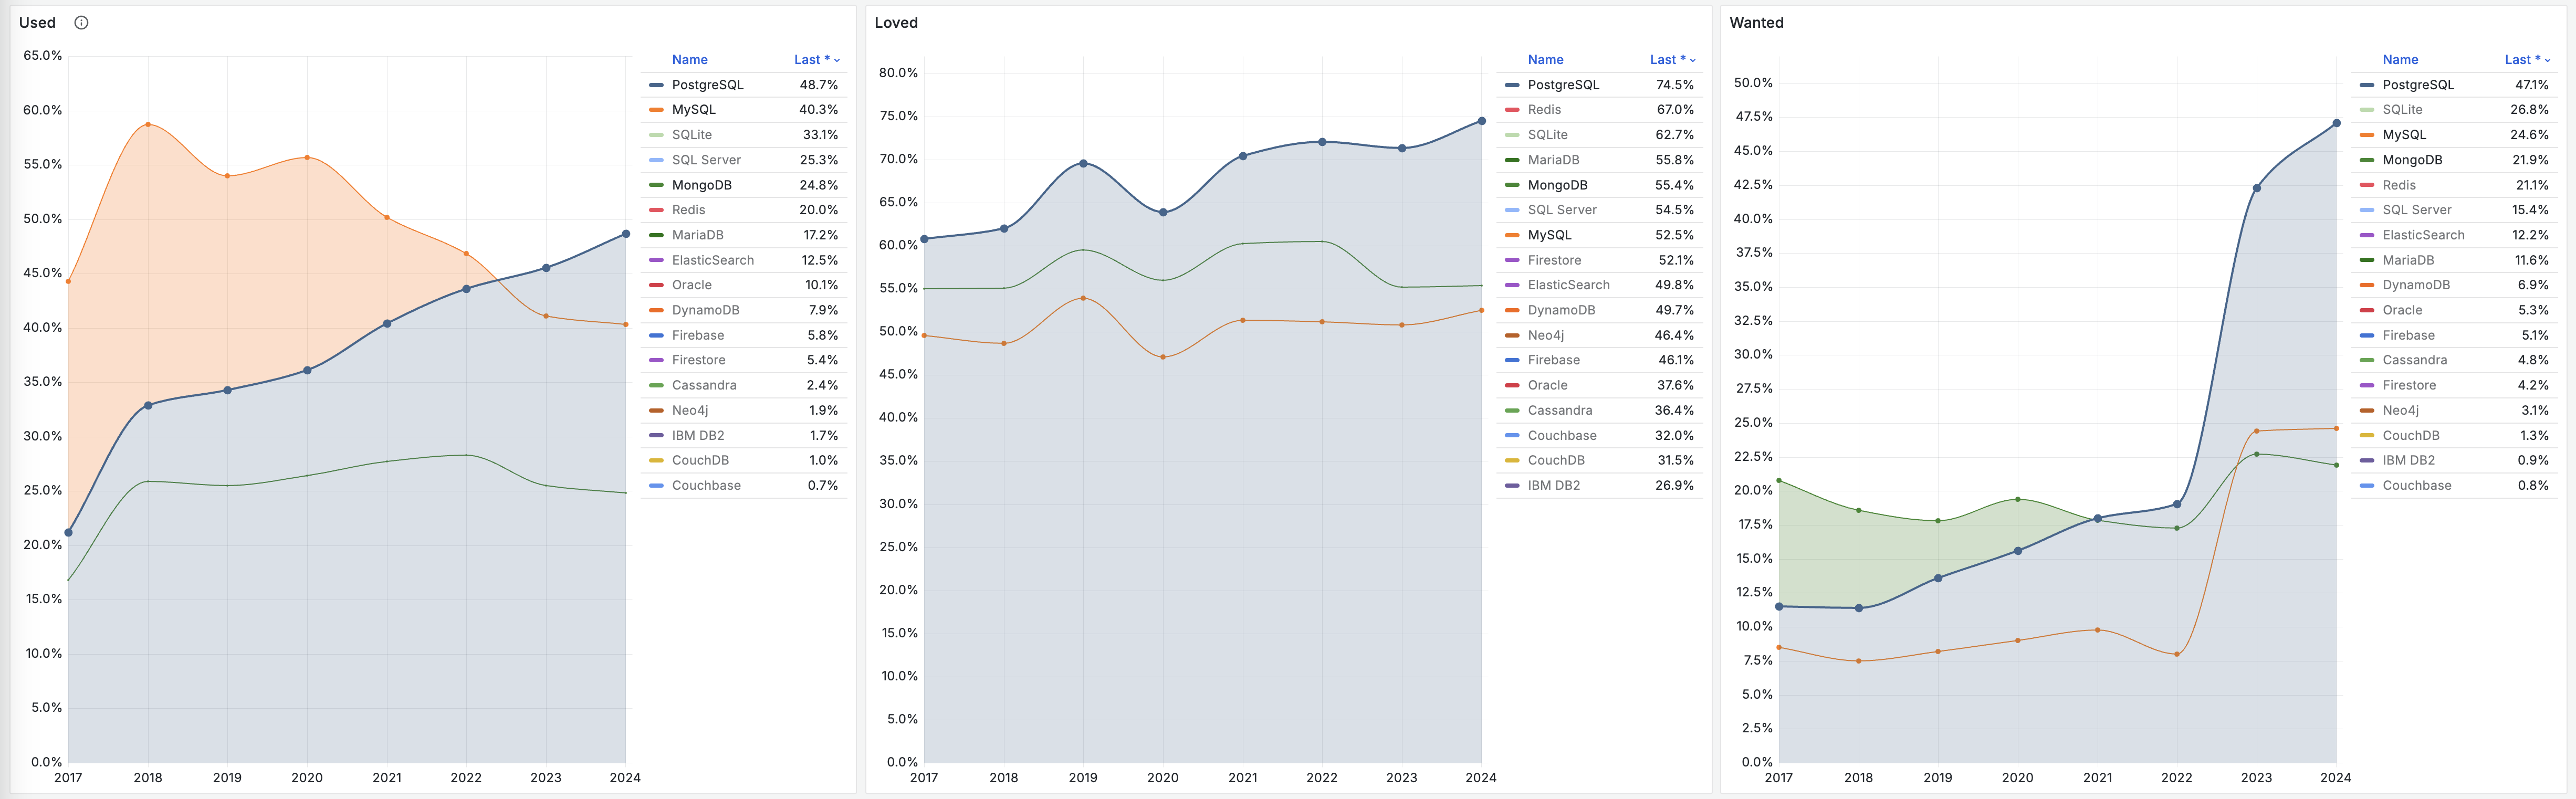 Used
65.0%
60.0%
55.0%
50.0%
45.0%
40.0%
35.0%
30.0%
25.0%
20.0%
15.0%
10.0%
5.0%
0.0%
2017 2018 2019 2020 2021 2022 2023 2024
Name Last *
PostgreSQL 48.7%
MySQL 40.3%
SQLite 33.1%
SQL Server 25.3%
MongoDB 24.8%
Redis 20.0%
MariaDB 17.2%
ElasticSearch 12.5%
Oracle 10.1%
DynamoDB 7.9%
Firebase 5.8%
Firestore 5.4%
Cassandra 2.4%
Neo4j 1.9%
IBM DB2 1.7%
CouchDB 1.0%
Couchbase 0.7%
Loved
80.0%
75.0%
70.0%
65.0%
60.0%
55.0%
50.0%
45.0%
40.0%
35.0%
30.0%
25.0%
20.0%
15.0%
10.0%
5.0%
0.0%
2017 2018 2019 2020 2021 2022 2023 2024
Name Last *
PostgreSQL 74.5%
Redis 67.0%
SQLite 62.7%
MariaDB 55.8%
MongoDB 55.4%
SQL Server 54.5%
MySQL 52.5%
Firestore 52.1%
ElasticSearch 49.8%
DynamoDB 49.7%
Neo4j 46.4%
Firebase 46.1%
Oracle 37.6%
Cassandra 36.4%
Couchbase 32.0%
CouchDB 31.5%
IBM DB2 26.9%
Wanted
50.0%
47.5%
45.0%
42.5%
40.0%
37.5%
35.0%
32.5%
30.0%
27.5%
25.0%
22.5%
20.0%
17.5%
15.0%
12.5%
10.0%
7.5%
5.0%
2.5%
0.0%
2017 2018 2019 2020 2021 2022 2023 2024
Name Last *
PostgreSQL 47.1%
SQLite 26.8%
MySQL 24.6%
MongoDB 21.9%
Redis 21.1%
SQL Server 15.4%
ElasticSearch 12.2%
MariaDB 11.6%
DynamoDB 6.9%
Oracle 5.3%
Firebase 5.1%
Cassandra 4.8%
Firestore 4.2%
Neo4j 3.1%
CouchDB 1.3%
IBM DB2 0.9%
Couchbase 0.8%